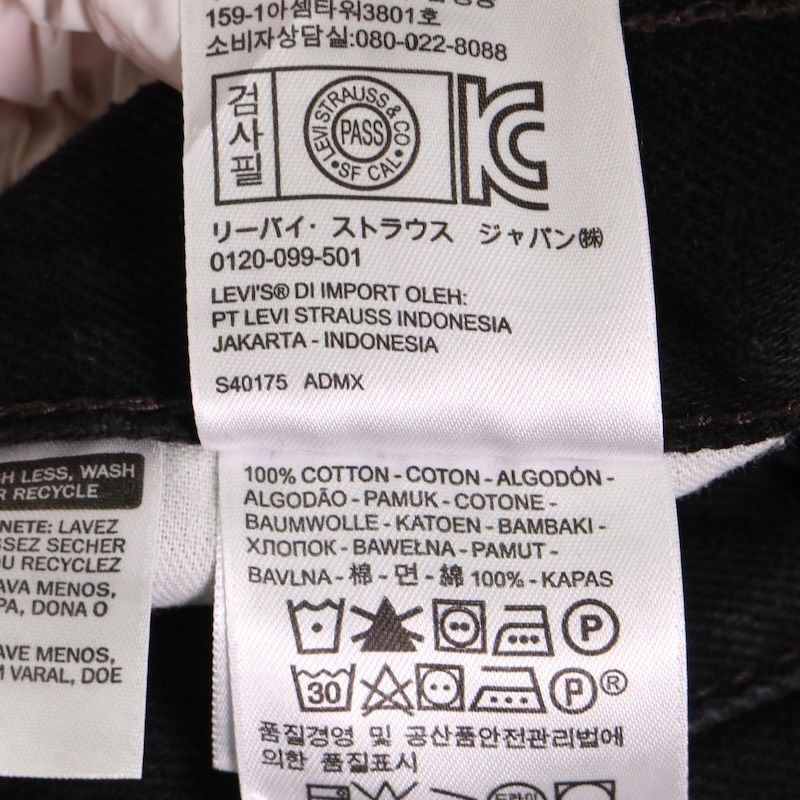 159-1아셈타워3801호
소비자상담실:080-022-8088
검사필
LEVI STRAUSS & CO
PASS
SF CAL
KC
リーバイ・ストラウス ジャパン㈱
0120-099-501
LEVI'S® DI IMPORT OLEH:
PT LEVI STRAUSS INDONESIA
JAKARTA - INDONESIA
S40175 ADMX
LESS, WASH
RECYCLE
NETE: LAVEZ
SSEZ SECHER
OU RECYCLEZ
AVA MENOS,
PA, DONA O
AVE MENOS,
M VARAL, DOE
100% COTTON - COTON - ALGODÓN -
ALGODÃO - PAMUK - COTONE -
BAUMWOLLE - KATOEN - BAMBAKI -
ХЛОПОК - BAWEŁNA - PAMUT -
BAVLNA - 棉 - 면 - 綿 100% - KAPAS
P
30 P®
품질경영 및 공산품안전관리법에
의한 품질표시